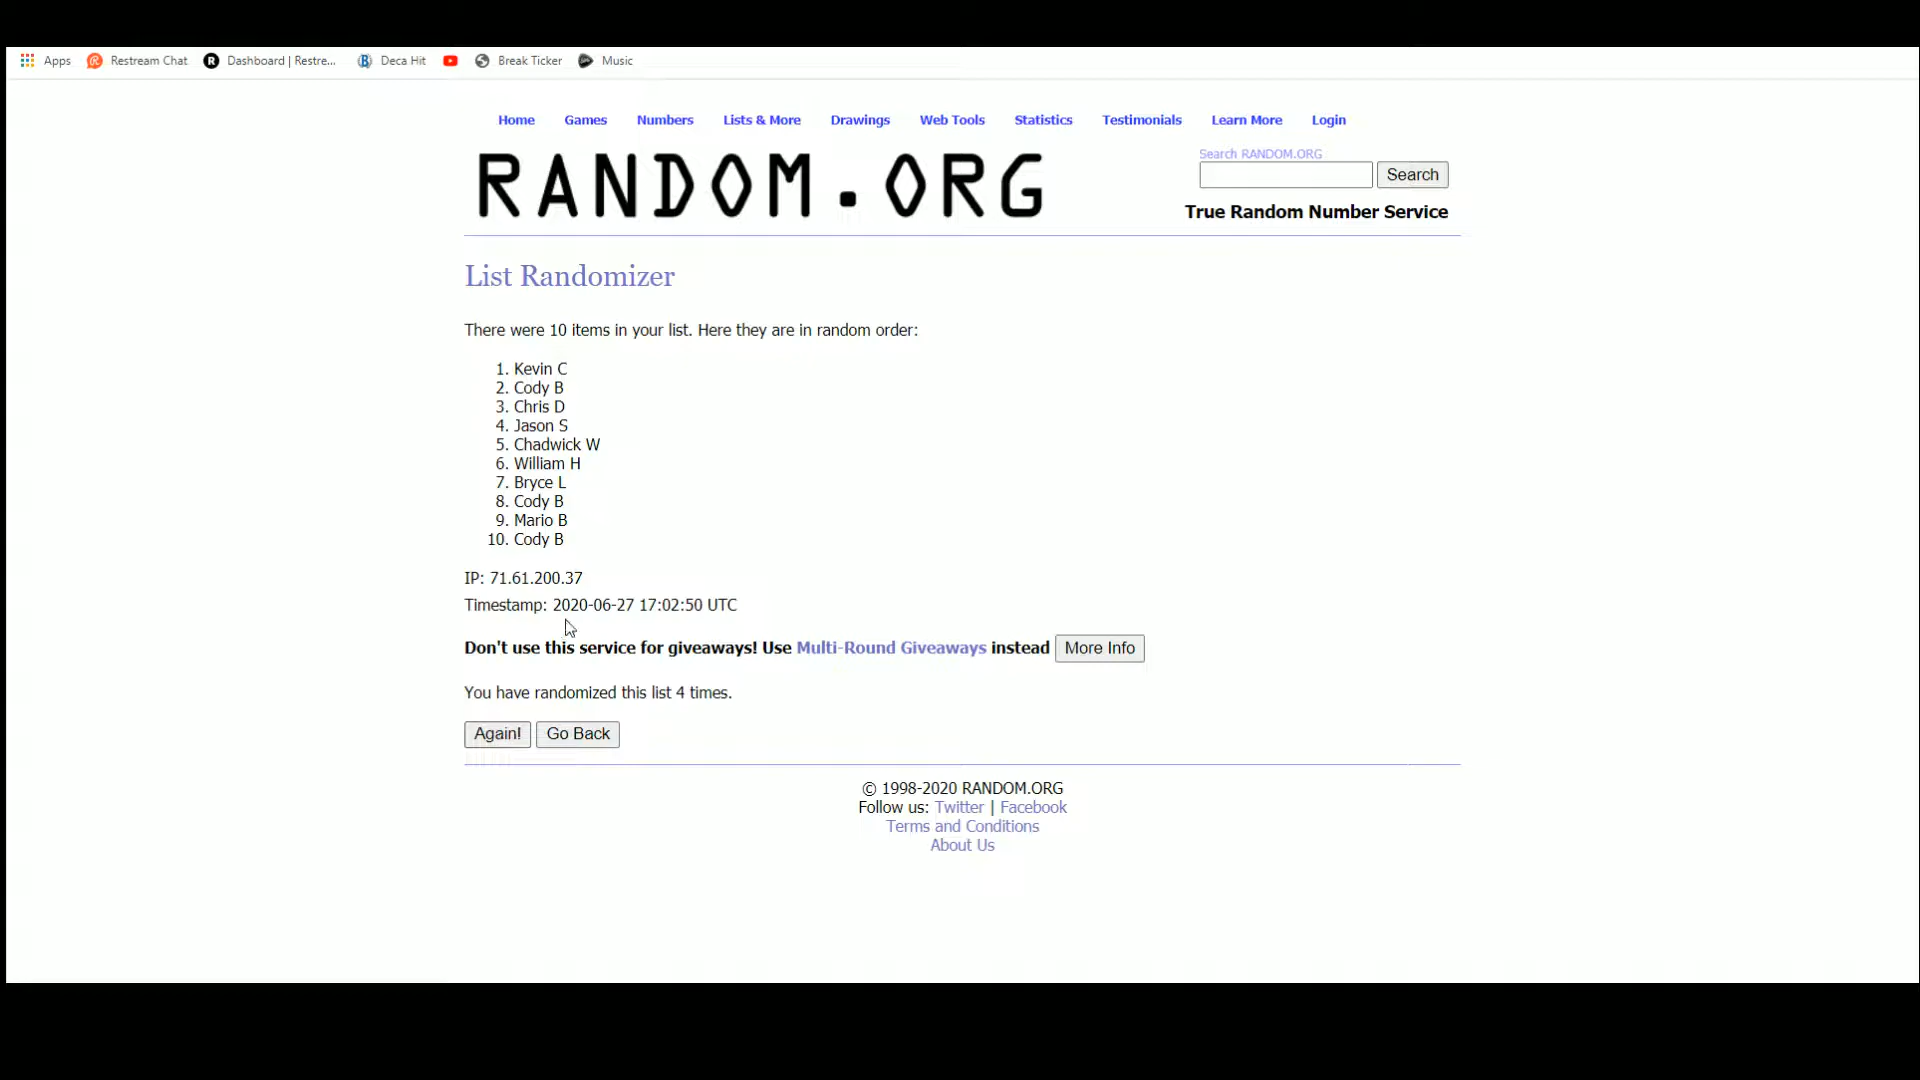 Apps Restream Chat Dashboard | Restre... Deca Hit Break Ticker Music
Home Games Numbers Lists & More Drawings Web Tools Statistics Testimonials Learn More Login
Search RANDOM.ORG
RANDOM.ORG
Search
True Random Number Service
List Randomizer
There were 10 items in your list. Here they are in random order:
1. Kevin C
2. Cody B
3. Chris D
4. Jason S
5. Chadwick W
6. William H
7. Bryce L
8. Cody B
9. Mario B
10. Cody B
IP: 71.61.200.37
Timestamp: 2020-06-27 17:02:50 UTC
Don't use this service for giveaways! Use Multi-Round Giveaways instead More Info
You have randomized this list 4 times.
Again! Go Back
© 1998-2020 RANDOM.ORG
Follow us: Twitter | Facebook
Terms and Conditions
About Us